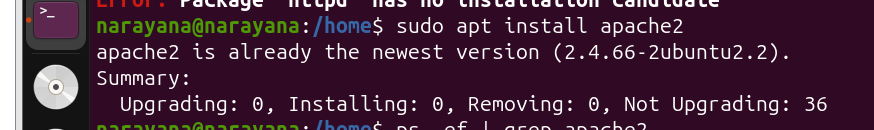 Error: Package 'httpd' has no installation candidate
narayana@narayana:/home$ sudo apt install apache2
apache2 is already the newest version (2.4.66-2ubuntu2.2).
Summary:
  Upgrading: 0, Installing: 0, Removing: 0, Not Upgrading: 36
narayana@narayana:/home$ ps -ef | grep apache2